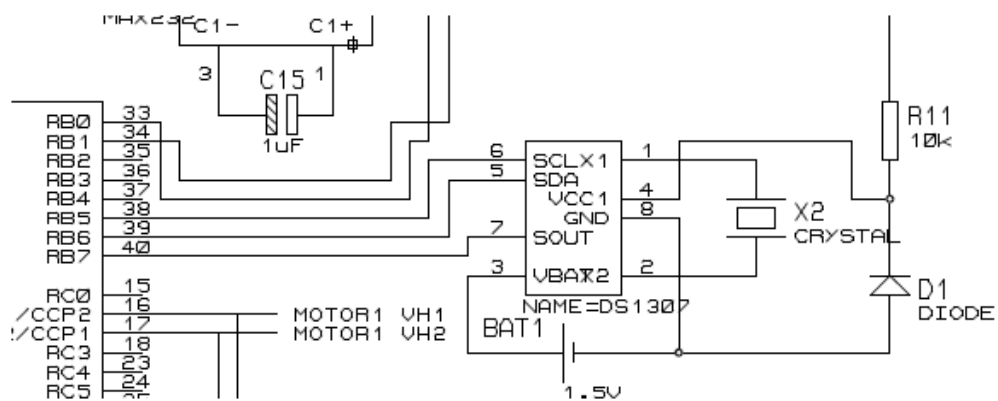 MAX232
C1- C1+
3 1
C15
1uF
RB0 33
RB1 34
RB2 35
RB3 36
RB4 37
RB5 38
RB6 39
RB7 40
RC0 15
/CCP2 16
/CCP1 17
RC3 18
RC4 23
RC5 24
25
MOTOR1 VH1
MOTOR1 VH2
6 SCL X1 1
5 SDA
VCC1 4
GND 8
7 SOUT
3 VBAT X2 2
NAME=DS1307
BAT1
1.5V
X2
CRYSTAL
R11
10k
D1
DIODE